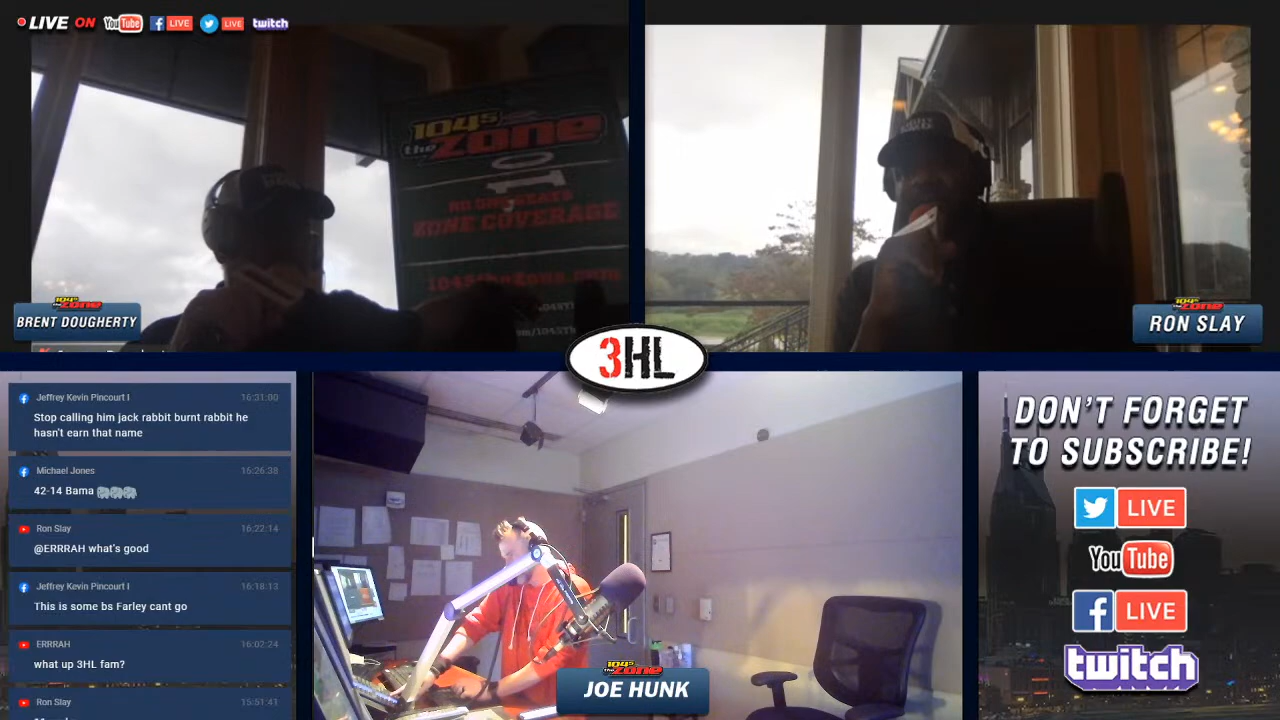 LIVE ON YouTube f LIVE LIVE twitch
104.5
the zone
NO ONE BEATS
ZONE COVERAGE
104.5
the zone
BRENT DOUGHERTY
104.5
the zone
RON SLAY
3HL
Jeffrey Kevin Pincourt I 16:31:00
Stop calling him jack rabbit burnt rabbit he
hasn't earn that name
Michael Jones 16:26:38
42-14 Bama 🐘🐘🐘
Ron Slay 16:22:14
@ERRRAH what's good
Jeffrey Kevin Pincourt I 16:18:13
This is some bs Farley cant go
ERRRAH 16:02:24
what up 3HL fam?
Ron Slay 15:51:41
104.5
the zone
JOE HUNK
DON'T FORGET
TO SUBSCRIBE!
LIVE
YouTube
f LIVE
twitch